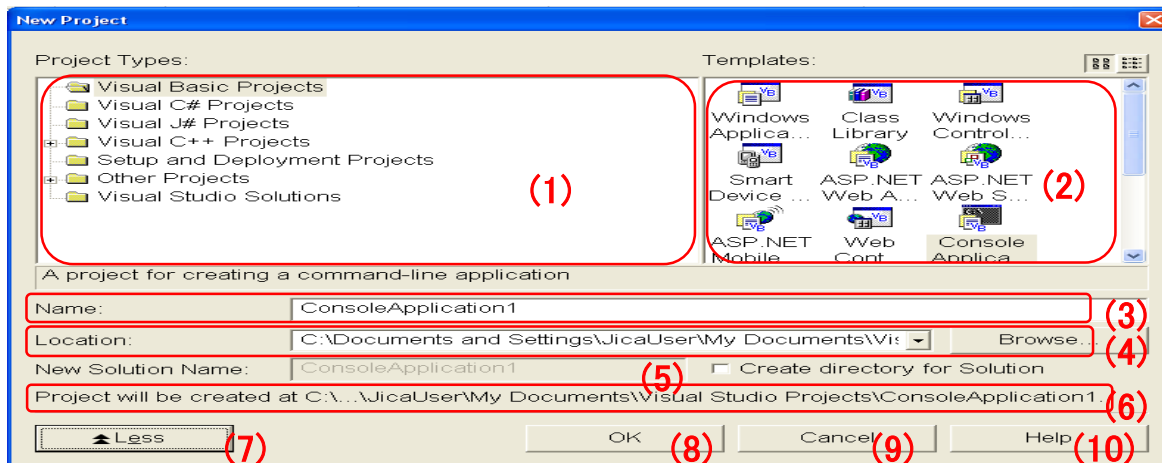 New Project
Project Types:
Templates:
Visual Basic Projects
Visual C# Projects
Visual J# Projects
Visual C++ Projects
Setup and Deployment Projects
Other Projects
Visual Studio Solutions
(1)
Windows Applica...
Class Library
Windows Control...
Smart Device ...
ASP.NET Web A...
ASP.NET Web S...
(2)
ASP.NET Mobile
Web Cont
Console Applica
A project for creating a command-line application
Name:
ConsoleApplication1
(3)
Location:
C:\Documents and Settings\JicaUser\My Documents\Vis
Browse...
(4)
New Solution Name:
ConsoleApplication1
(5)
Create directory for Solution
Project will be created at C:\...\JicaUser\My Documents\Visual Studio Projects\ConsoleApplication1.
(6)
Less
(7)
OK
(8)
Cancel
(9)
Help
(10)